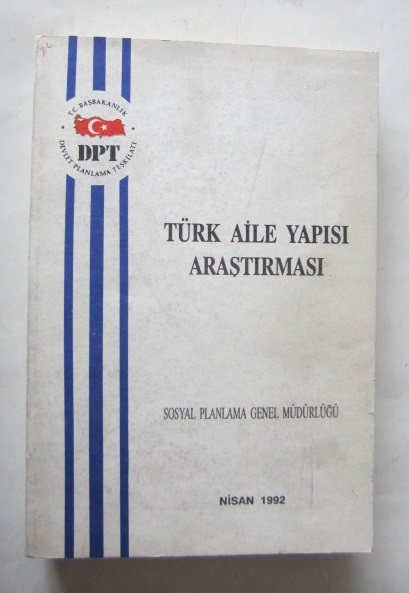 T.C. BAŞBAKANLIK
DPT
DEVLET PLANLAMA TEŞKİLATI
TÜRK AİLE YAPISI
ARAŞTIRMASI
SOSYAL PLANLAMA GENEL MÜDÜRLÜĞÜ
NİSAN 1992